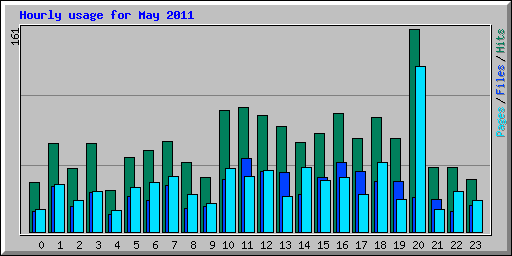 Hourly usage for May 2011
161
Pages/Files/Hits
0 1 2 3 4 5 6 7 8 9 10 11 12 13 14 15 16 17 18 19 20 21 22 23